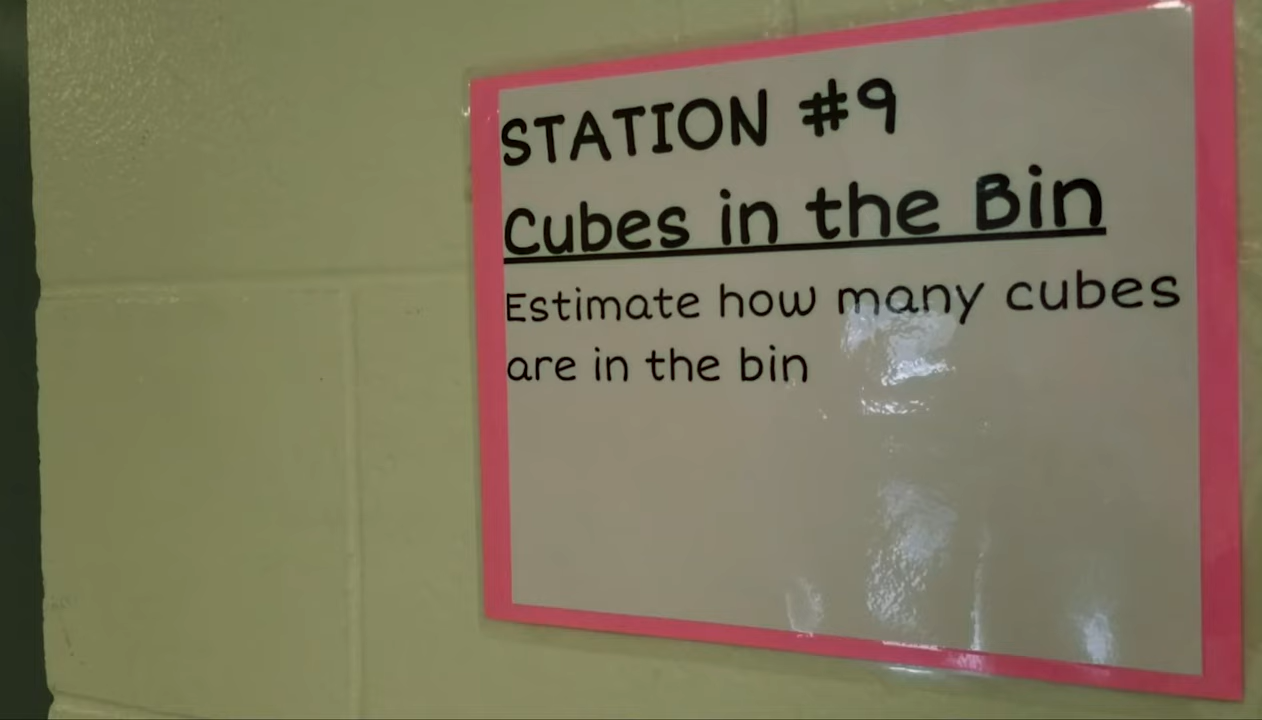 STATION #9
Cubes in the Bin
Estimate how many cubes
are in the bin